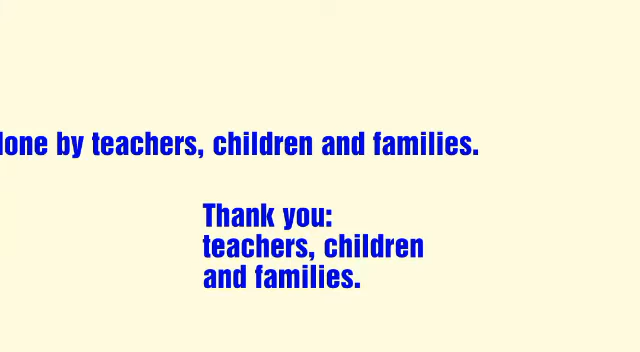 by teachers, children and families.
Thank you:
teachers, children
and families.